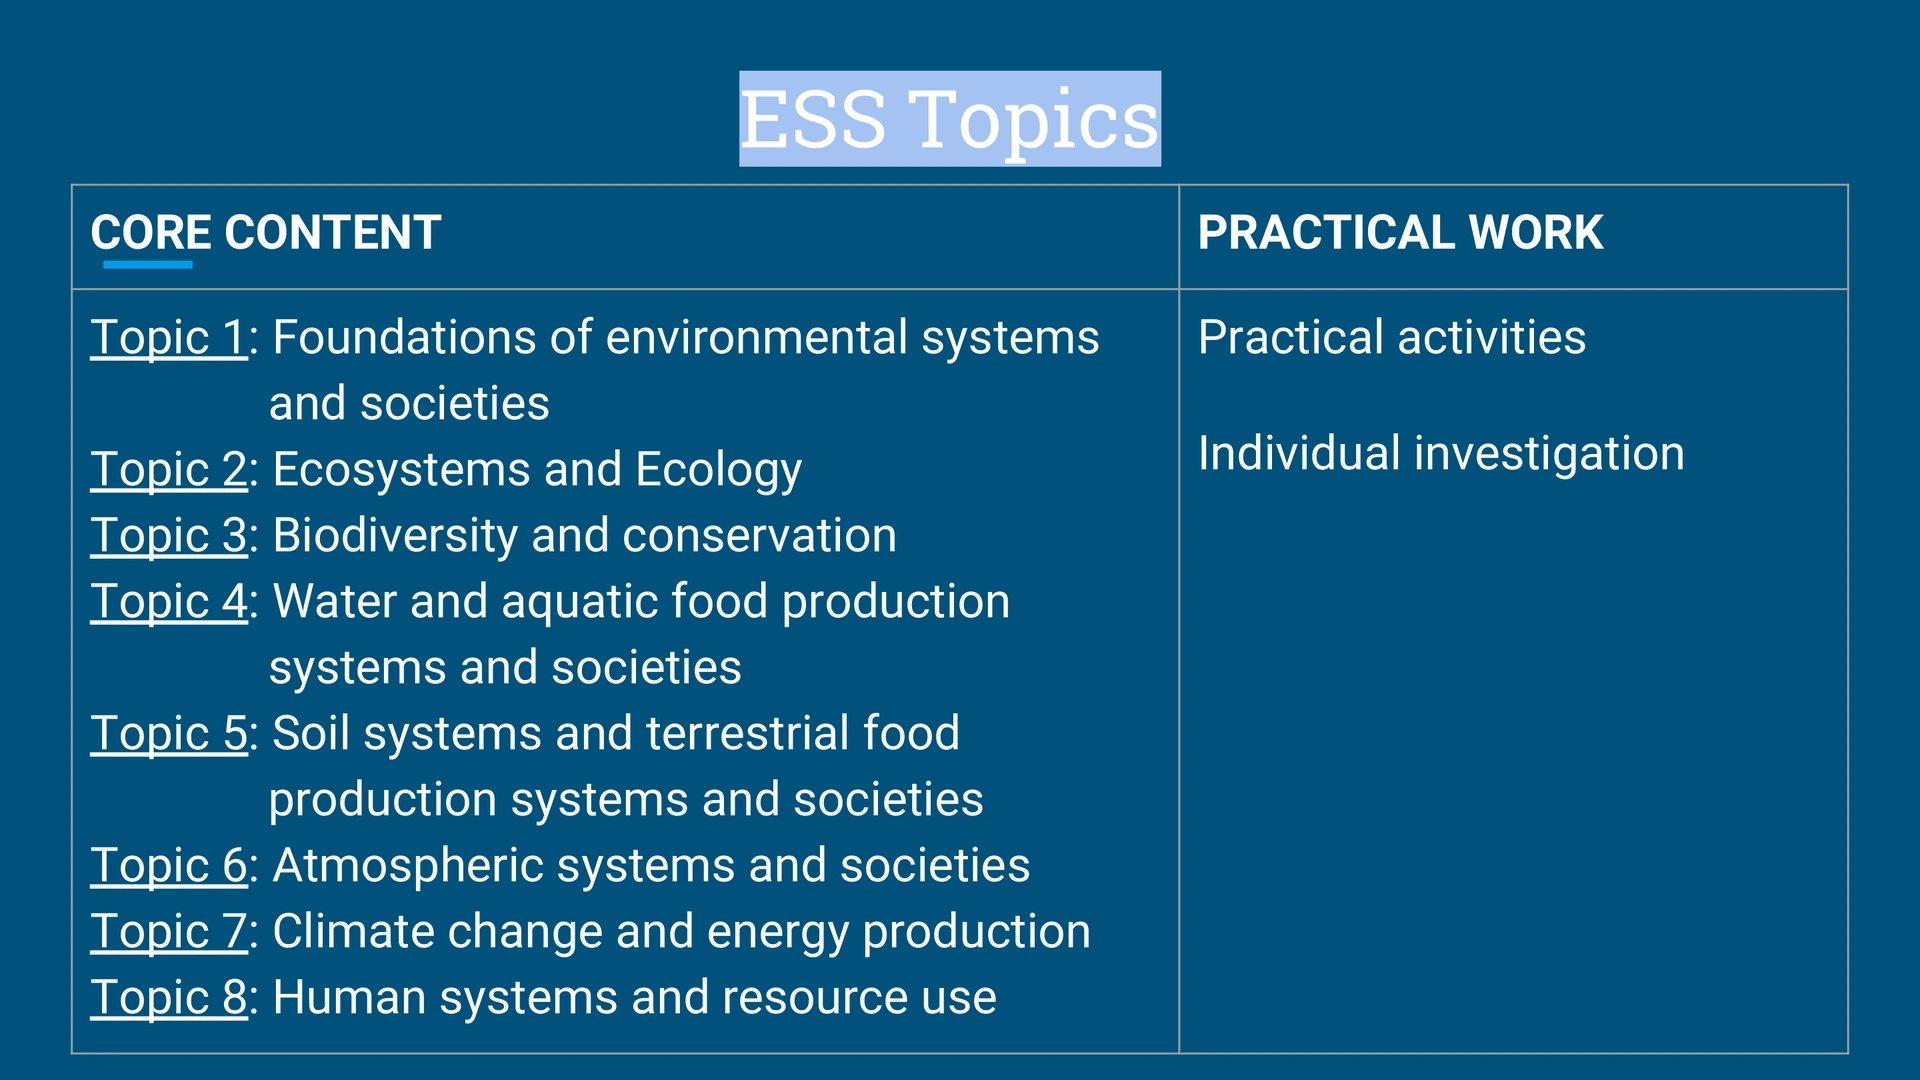 ESS Topics
CORE CONTENT
PRACTICAL WORK
Topic 1: Foundations of environmental systems
and societies
Topic 2: Ecosystems and Ecology
Topic 3: Biodiversity and conservation
Topic 4: Water and aquatic food production
systems and societies
Topic 5: Soil systems and terrestrial food
production systems and societies
Topic 6: Atmospheric systems and societies
Topic 7: Climate change and energy production
Topic 8: Human systems and resource use
Practical activities
Individual investigation